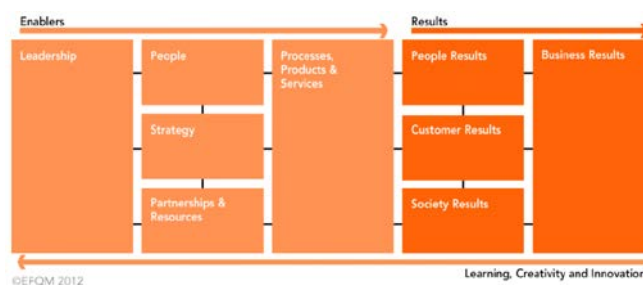 Enablers
Results
Leadership
People
Processes,
Products &
Services
People Results
Business Results
Strategy
Customer Results
Partnerships &
Resources
Society Results
Learning, Creativity and Innovation
©EFQM 2012